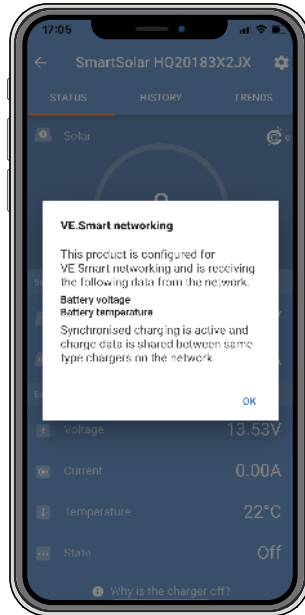 17:05
SmartSolar HQ20183X2JX
STATUS HISTORY TRENDS
Solar
VE.Smart networking
This product is configured for
VE.Smart networking and is receiving
the following data from the network.
Battery voltage
Battery temperature
Synchronised charging is active and
charge data is shared between same
type chargers on the network.
OK
Voltage 13.53V
Current 0.00A
Temperature 22°C
State Off
Why is the charger off?